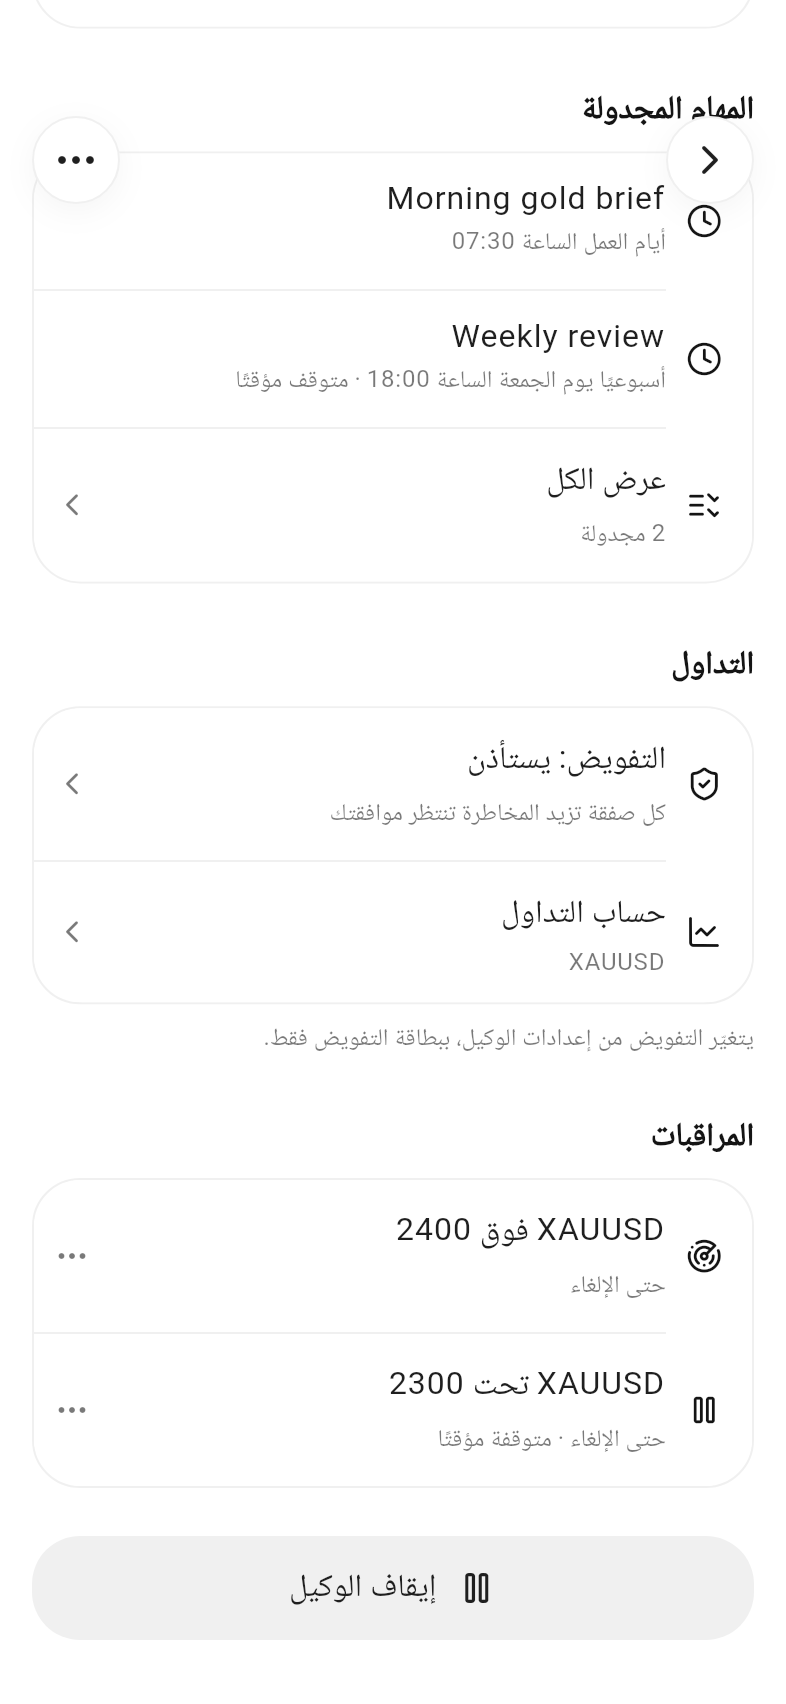 المهام المجدولة
Morning gold brief
أيام العمل الساعة 07:30
Weekly review
أسبوعيًا يوم الجمعة الساعة 18:00 · متوقف مؤقتًا
عرض الكل
2 مجدولة
التداول
التفويض: يستأذن
كل صفقة تزيد المخاطرة تنتظر موافقتك
حساب التداول
XAUUSD
يتغيّر التفويض من إعدادات الوكيل، ببطاقة التفويض فقط.
المراقبات
XAUUSD فوق 2400
حتى الإلغاء
XAUUSD تحت 2300
حتى الإلغاء · متوقفة مؤقتًا
إيقاف الوكيل